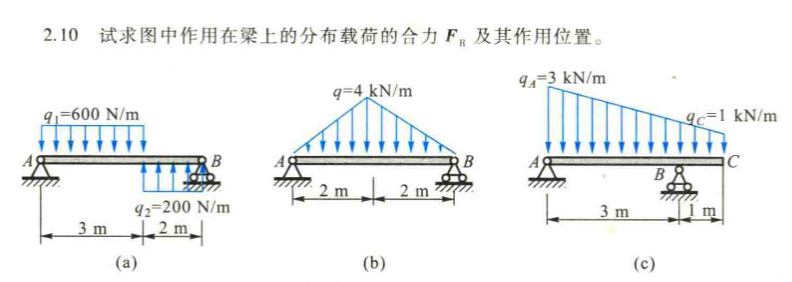 2.10 试求图中作用在梁上的分布载荷的合力 F_R 及其作用位置。
q₁=600 N/m
A
B
q₂=200 N/m
3 m
2 m
(a)
q=4 kN/m
A
B
2 m
2 m
(b)
q_A=3 kN/m
q_C=1 kN/m
A
B
C
3 m
1 m
(c)